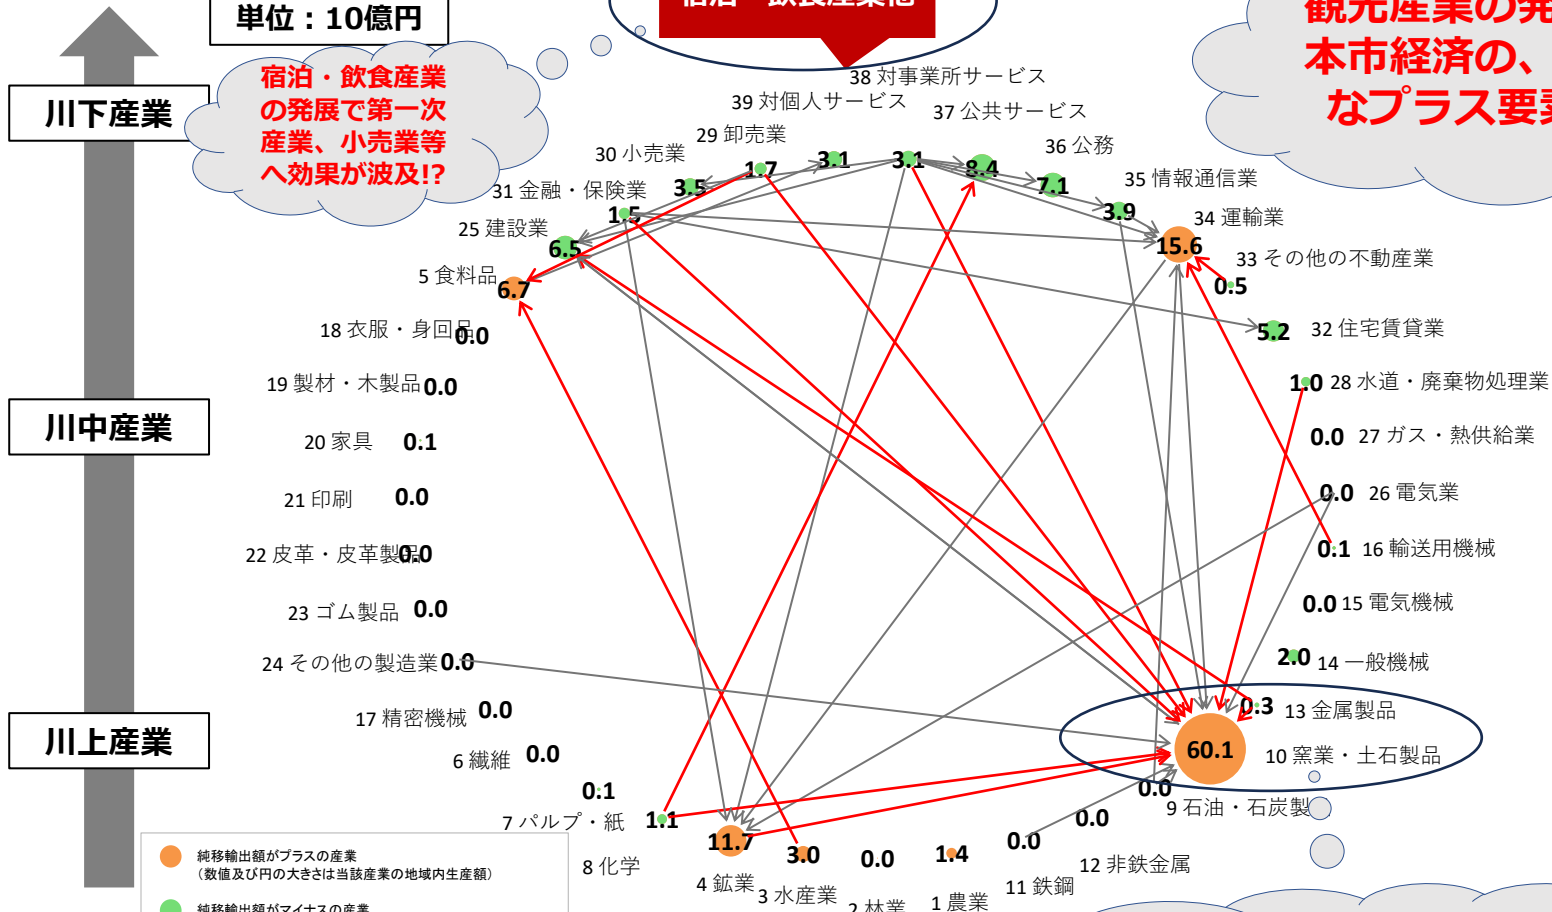 単位：10億円
宿泊・飲食産業他
観光産業の発
本市経済の、
なプラス要素
宿泊・飲食産業
の発展で第一次
産業、小売業等
へ効果が波及!?
川下産業
川中産業
川上産業
38 対事業所サービス
39 対個人サービス
37 公共サービス
29 卸売業
36 公務
30 小売業
35 情報通信業
31 金融・保険業
34 運輸業
25 建設業
33 その他の不動産業
5 食料品
32 住宅賃貸業
18 衣服・身回品
28 水道・廃棄物処理業
19 製材・木製品
27 ガス・熱供給業
20 家具
26 電気業
21 印刷
16 輸送用機械
22 皮革・皮革製品
15 電気機械
23 ゴム製品
14 一般機械
24 その他の製造業
13 金属製品
17 精密機械
10 窯業・土石製品
6 繊維
9 石油・石炭製
7 パルプ・紙
12 非鉄金属
8 化学
11 鉄鋼
4 鉱業
3 水産業
2 林業
1 農業
3.1
3.1
8.4
1.7
7.1
3.5
3.9
1.5
15.6
6.5
0.5
6.7
5.2
0.0
1.0
0.0
0.0
0.1
0.0
0.0
0.1
0.0
0.0
0.0
2.0
0.0
0.3
0.0
60.1
0.0
0.0
0.1
0.0
1.1
0.0
11.7
3.0
0.0
1.4
純移輸出額がプラスの産業
（数値及び円の大きさは当該産業の地域内生産額）
純移輸出額がマイナスの産業